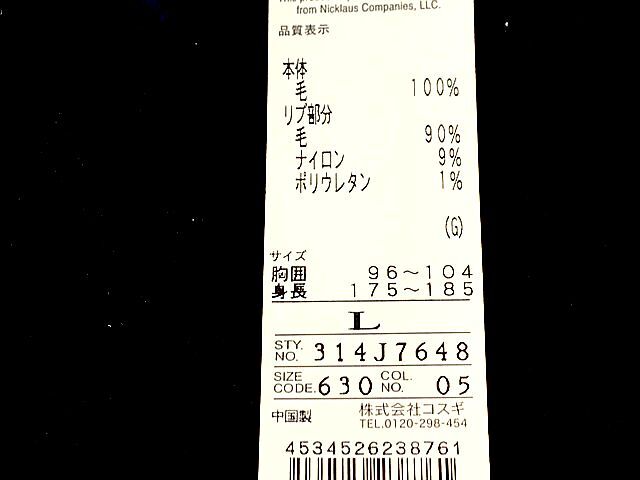 from Nicklaus Companies, LLC.
品質表示
本体
毛 100%
リブ部分
毛 90%
ナイロン 9%
ポリウレタン 1%
(G)
サイズ
胸囲 96～104
身長 175～185
L
STY. NO. 314J7648
SIZE CODE. 630 COL. NO. 05
中国製 株式会社コスギ
TEL.0120-298-454
4534526238761